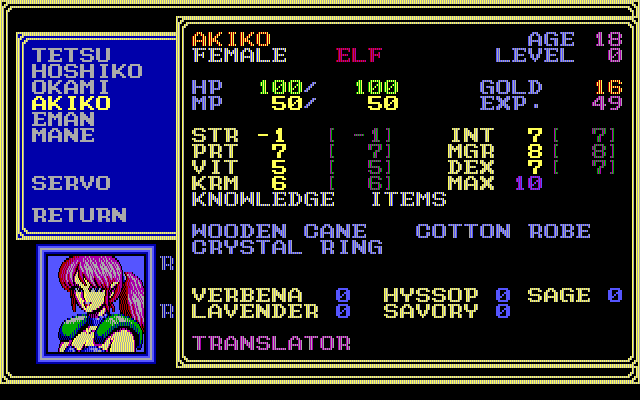 TETSU
HOSHIKO
OKAMI
AKIKO
EMAN
MANE
SERVO
RETURN
AKIKO AGE 18
FEMALE ELF LEVEL 0
HP 100/ 100 GOLD 16
MP 50/ 50 EXP. 49
STR -1 [ -1] INT 7 [ 7]
PRT 7 [ 7] MGR 8 [ 8]
VIT 5 [ 5] DEX 7 [ 7]
KRM 6 [ 6] MAX 10
KNOWLEDGE ITEMS
WOODEN CANE COTTON ROBE
CRYSTAL RING
VERBENA 0 HYSSOP 0 SAGE 0
LAVENDER 0 SAVORY 0
TRANSLATOR